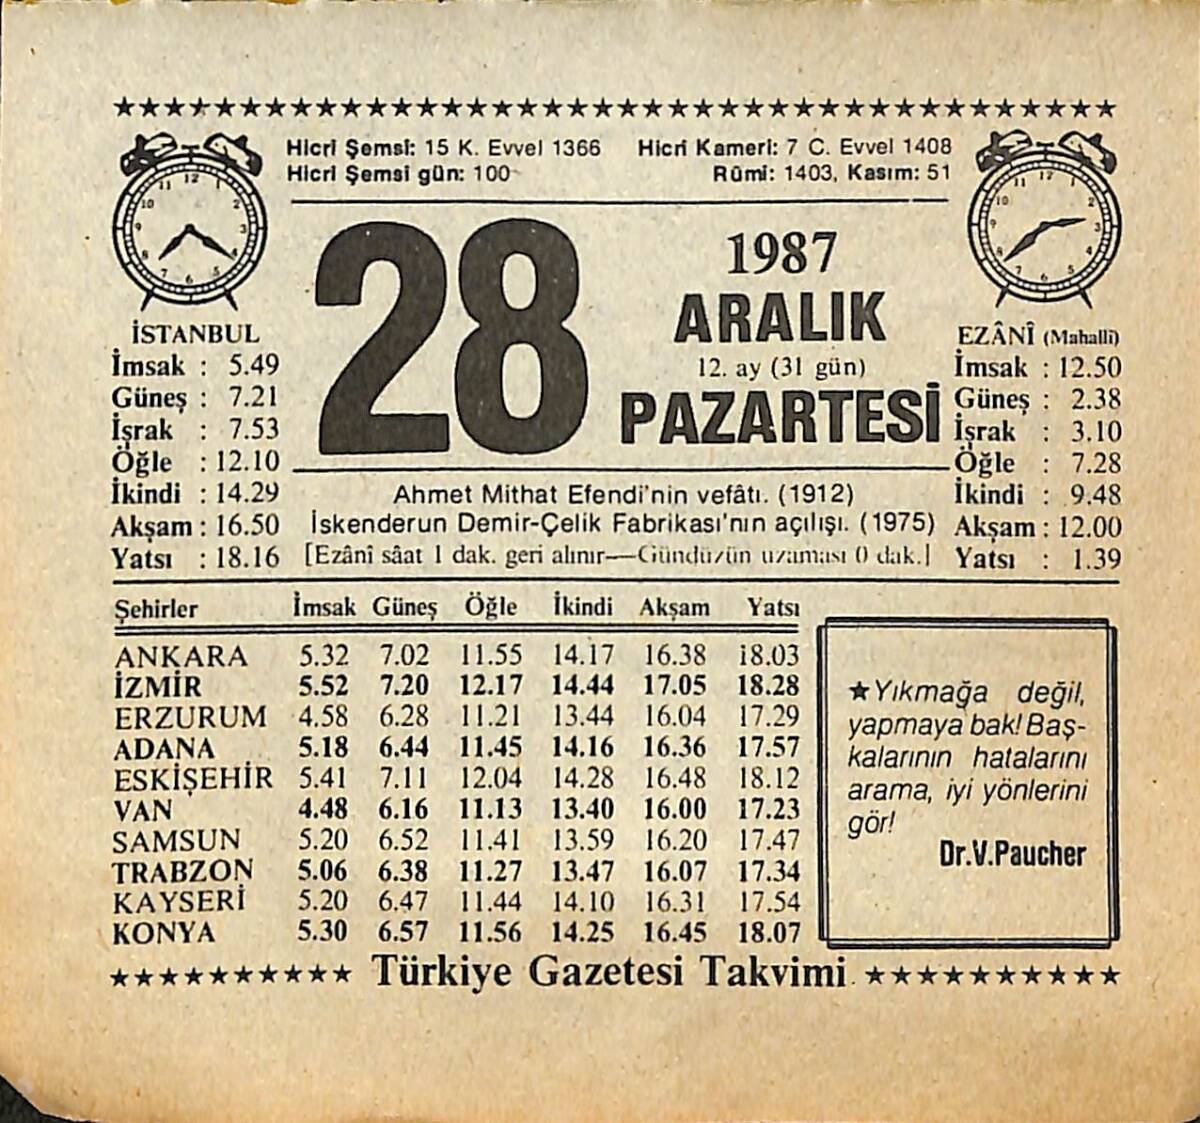 Hicrî Şemsî: 15 K. Evvel 1366 Hicrî Kamerî: 7 C. Evvel 1408
Hicrî Şemsî gün: 100 Rûmî: 1403, Kasım: 51
28
1987
ARALIK
12. ay (31 gün)
PAZARTESİ
İSTANBUL
İmsak : 5.49
Güneş : 7.21
İşrak : 7.53
Öğle : 12.10
İkindi : 14.29
Akşam : 16.50
Yatsı : 18.16
EZÂNÎ (Mahallî)
İmsak : 12.50
Güneş : 2.38
İşrak : 3.10
Öğle : 7.28
İkindi : 9.48
Akşam : 12.00
Yatsı : 1.39
Ahmet Mithat Efendi'nin vefâtı. (1912)
İskenderun Demir-Çelik Fabrikası'nın açılışı. (1975)
[Ezânî sâat 1 dak. geri alınır—Gündüzün uzaması 0 dak.]
Şehirler İmsak Güneş Öğle İkindi Akşam Yatsı
ANKARA 5.32 7.02 11.55 14.17 16.38 18.03
İZMİR 5.52 7.20 12.17 14.44 17.05 18.28
ERZURUM 4.58 6.28 11.21 13.44 16.04 17.29
ADANA 5.18 6.44 11.45 14.16 16.36 17.57
ESKİŞEHİR 5.41 7.11 12.04 14.28 16.48 18.12
VAN 4.48 6.16 11.13 13.40 16.00 17.23
SAMSUN 5.20 6.52 11.41 13.59 16.20 17.47
TRABZON 5.06 6.38 11.27 13.47 16.07 17.34
KAYSERİ 5.20 6.47 11.44 14.10 16.31 17.54
KONYA 5.30 6.57 11.56 14.25 16.45 18.07
★Yıkmağa değil,
yapmaya bak! Baş-
kalarının hatalarını
arama, iyi yönlerini
gör!
Dr.V.Paucher
Türkiye Gazetesi Takvimi